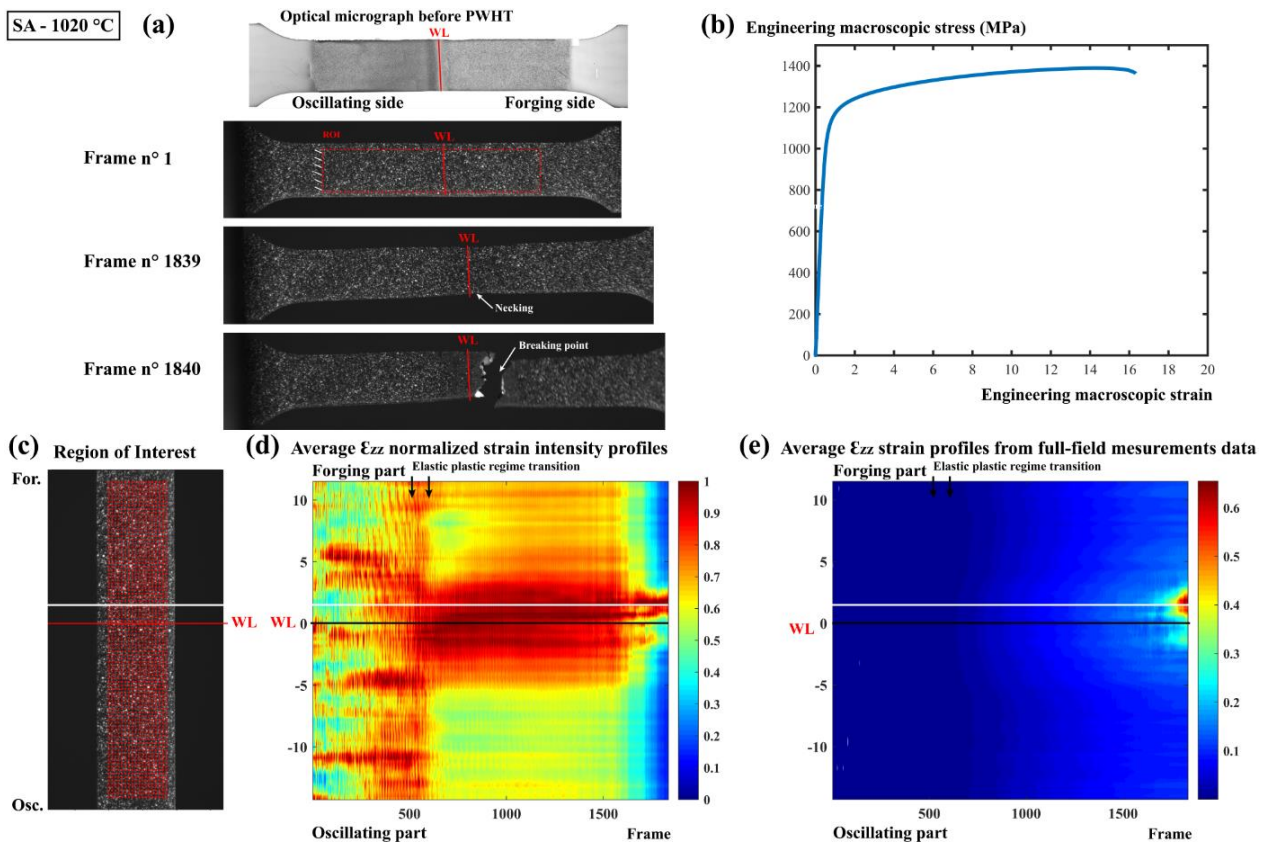 SA - 1020 °C
(a)
Optical micrograph before PWHT
WL
Oscillating side
Forging side
Frame n° 1
ROI
WL
Frame n° 1839
WL
Necking
Frame n° 1840
WL
Breaking point
(b)
Engineering macroscopic stress (MPa)
1400
1200
1000
800
600
400
200
0
0 2 4 6 8 10 12 14 16 18 20
Engineering macroscopic strain
(c)
Region of Interest
For.
WL
Osc.
(d)
Average Ɛzz normalized strain intensity profiles
Forging part
Elastic plastic regime transition
10
5
WL 0
-5
-10
500 1000 1500
Oscillating part
Frame
1
0.9
0.8
0.7
0.6
0.5
0.4
0.3
0.2
0.1
0
(e)
Average Ɛzz strain profiles from full-field mesurements data
Forging part
Elastic plastic regime transition
10
5
0
WL
-5
-10
500 1000 1500
Oscillating part
Frame
0.6
0.5
0.4
0.3
0.2
0.1